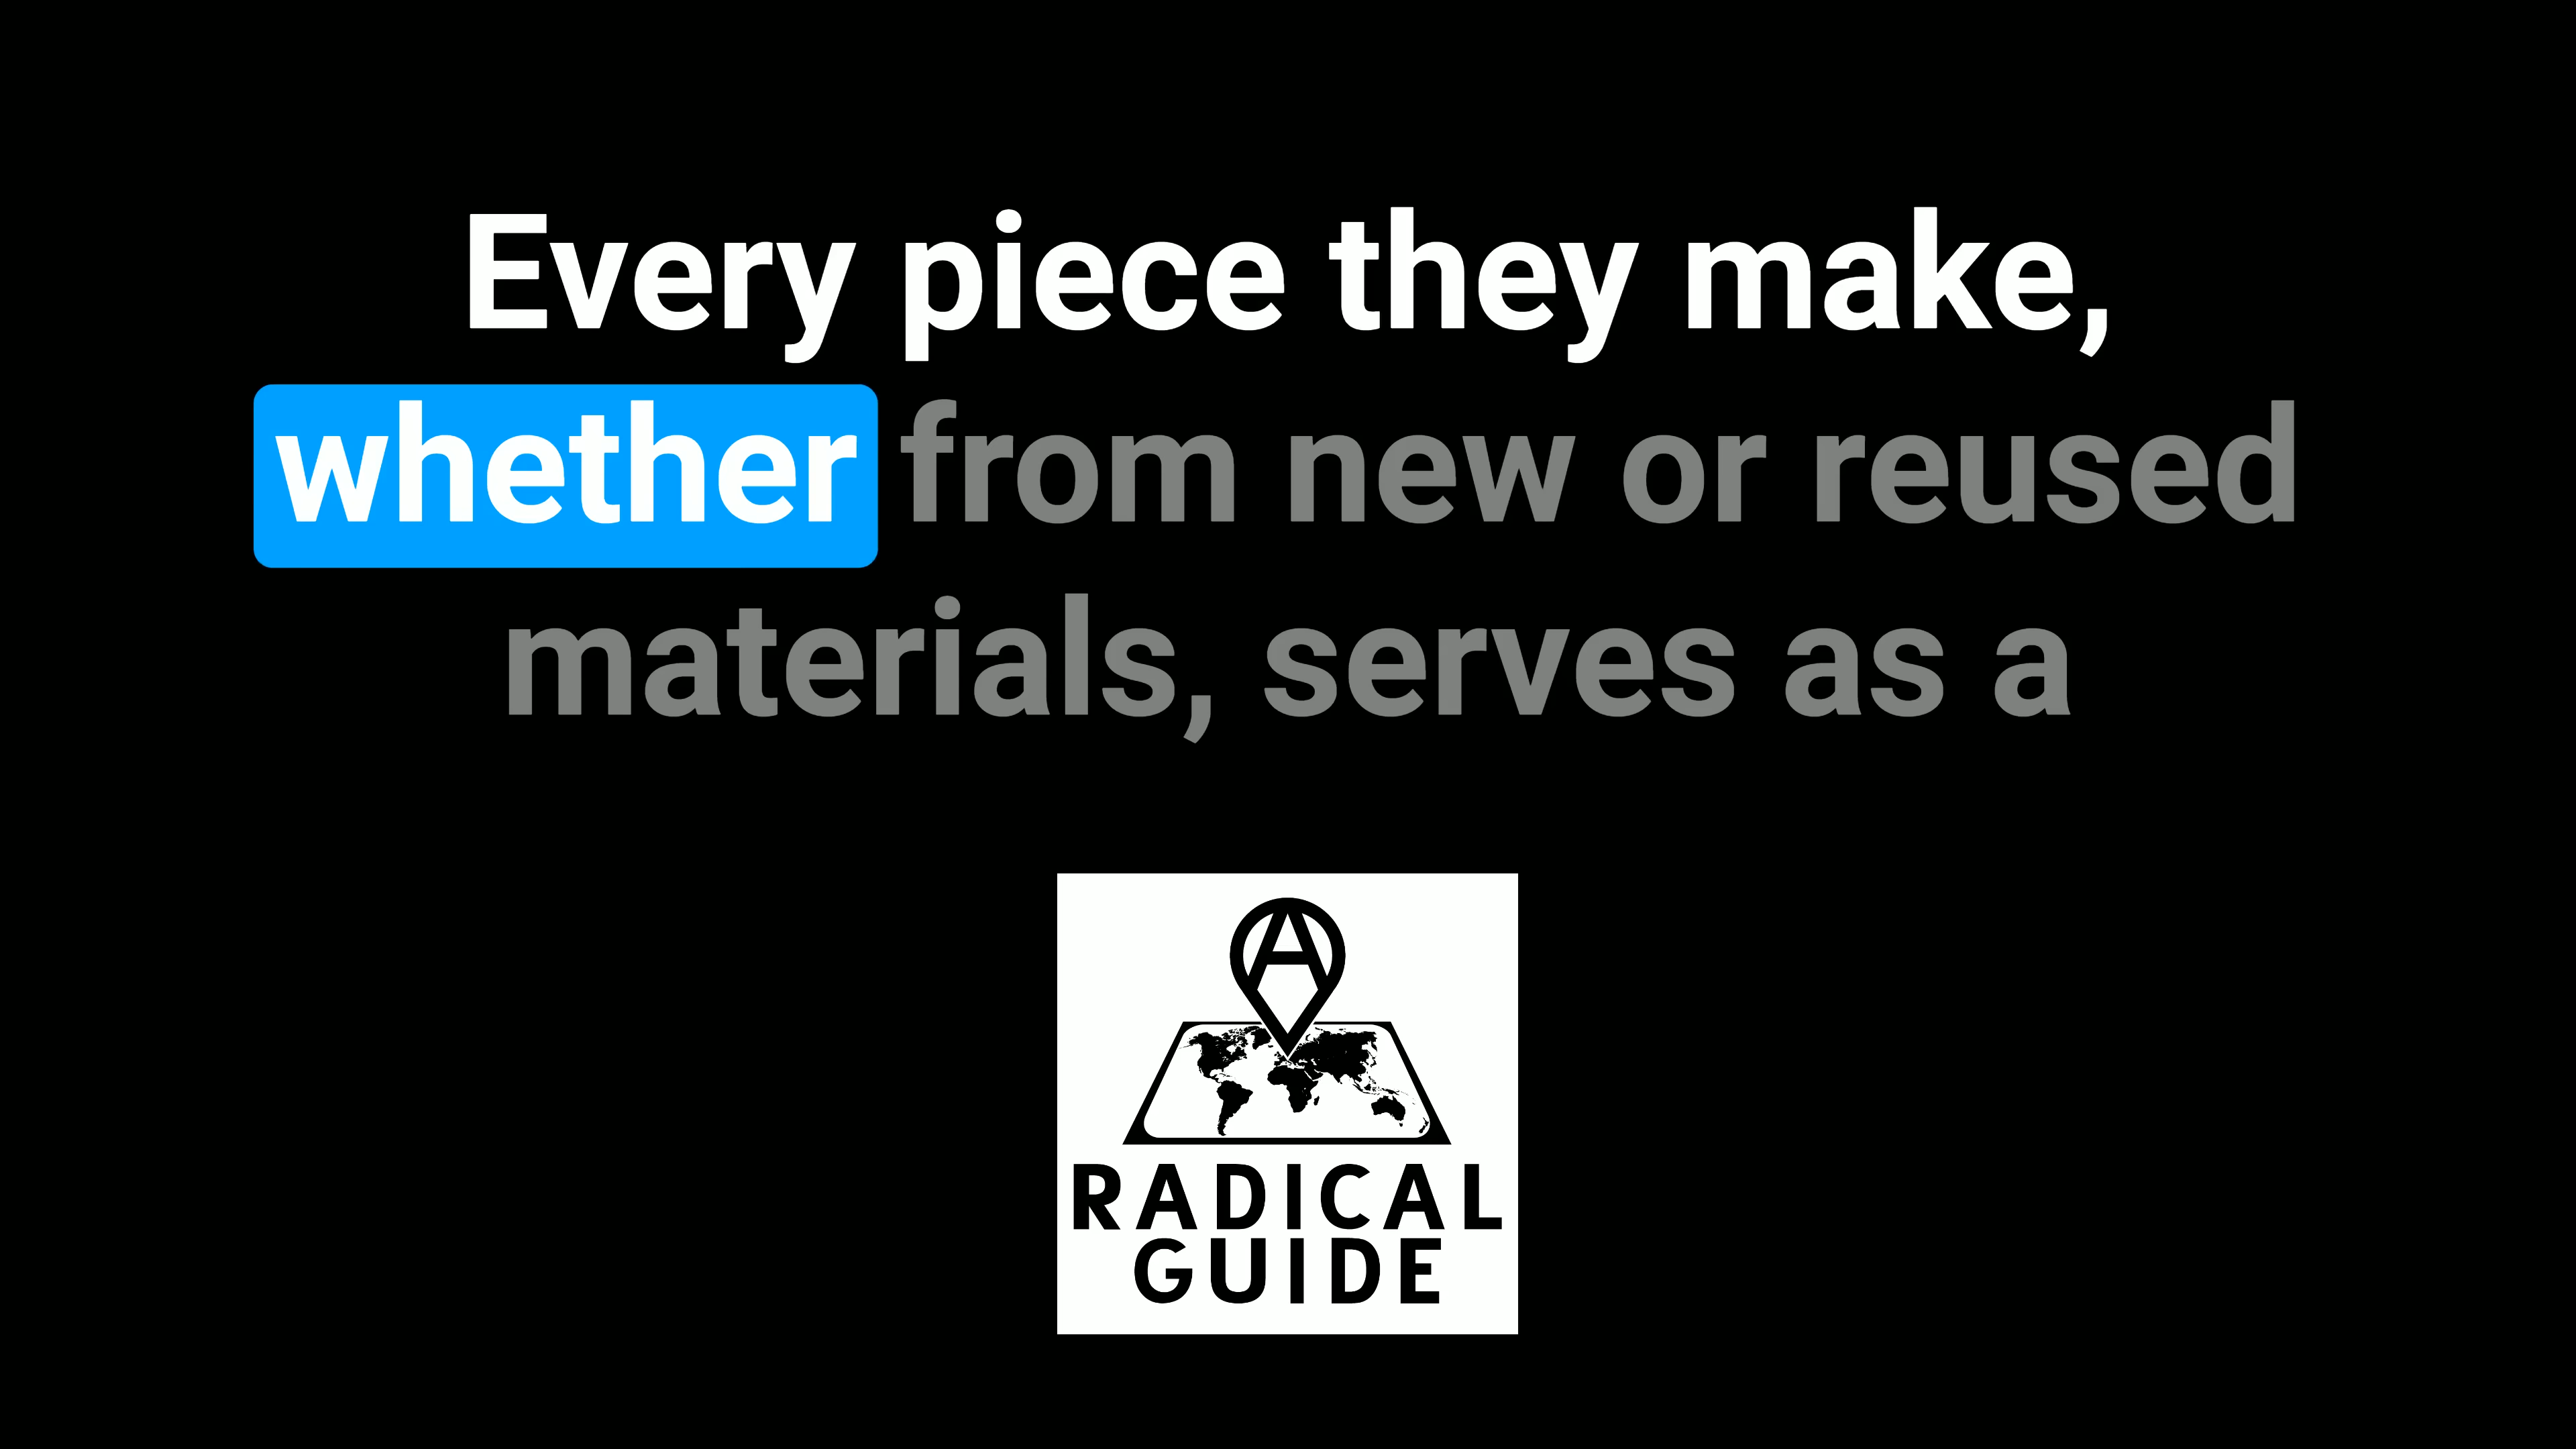 Every piece they make,
whether from new or reused
materials, serves as a
A
RADICAL
GUIDE